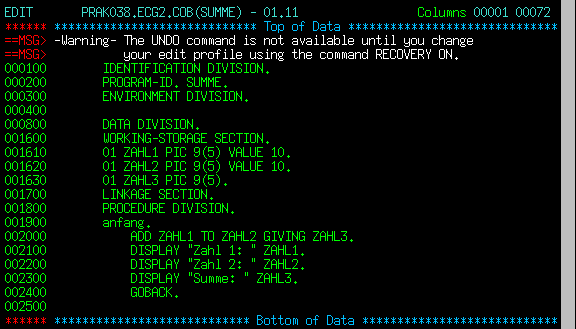 EDIT       PRAK038.ECG2.COB(SUMME) - 01.11                 Columns 00001 00072
****** ***************************** Top of Data ******************************
==MSG> -Warning- The UNDO command is not available until you change
==MSG>           your edit profile using the command RECOVERY ON.
000100        IDENTIFICATION DIVISION.
000200        PROGRAM-ID. SUMME.
000300        ENVIRONMENT DIVISION.
000400
000800        DATA DIVISION.
001600        WORKING-STORAGE SECTION.
001610        01 ZAHL1 PIC 9(5) VALUE 10.
001620        01 ZAHL2 PIC 9(5) VALUE 10.
001630        01 ZAHL3 PIC 9(5).
001700        LINKAGE SECTION.
001800        PROCEDURE DIVISION.
001900        anfang.
002000            ADD ZAHL1 TO ZAHL2 GIVING ZAHL3.
002100            DISPLAY "Zahl 1: " ZAHL1.
002200            DISPLAY "Zahl 2: " ZAHL2.
002300            DISPLAY "Summe: " ZAHL3.
002400            GOBACK.
002500
****** **************************** Bottom of Data ****************************